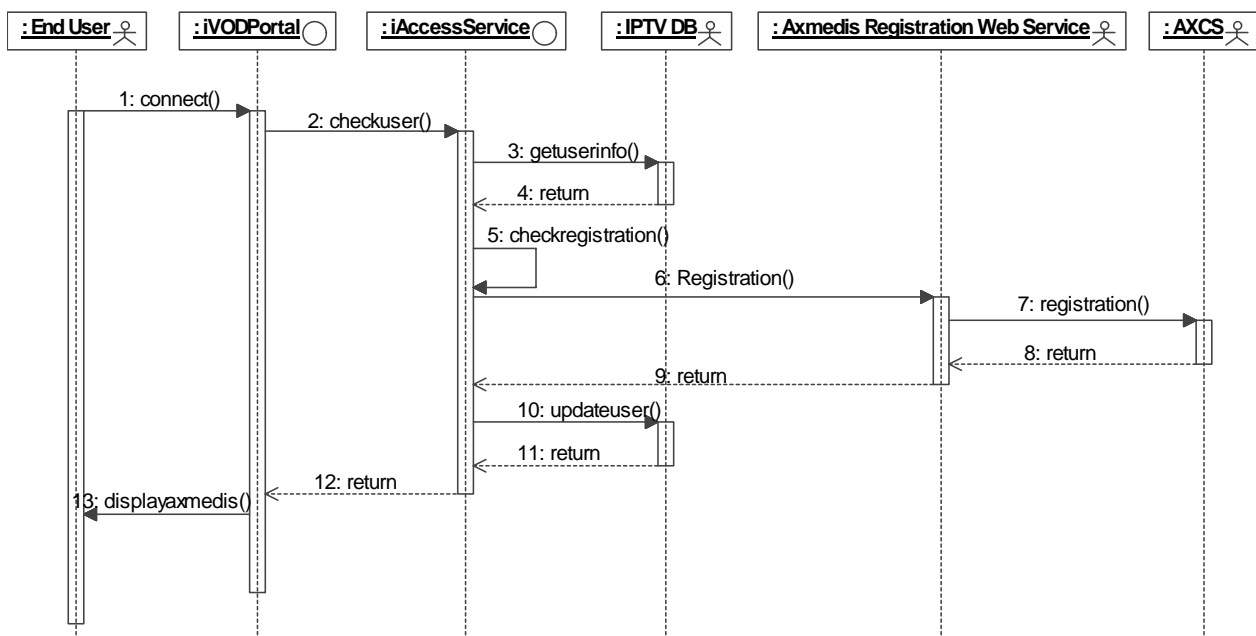 : End User
: iVODPortal
: iAccessService
: IPTV DB
: Axmedis Registration Web Service
: AXCS
1: connect()
2: checkuser()
3: getuserinfo()
4: return
5: checkregistration()
6: Registration()
7: registration()
8: return
9: return
10: updateuser()
11: return
12: return
13: displayaxmedis()